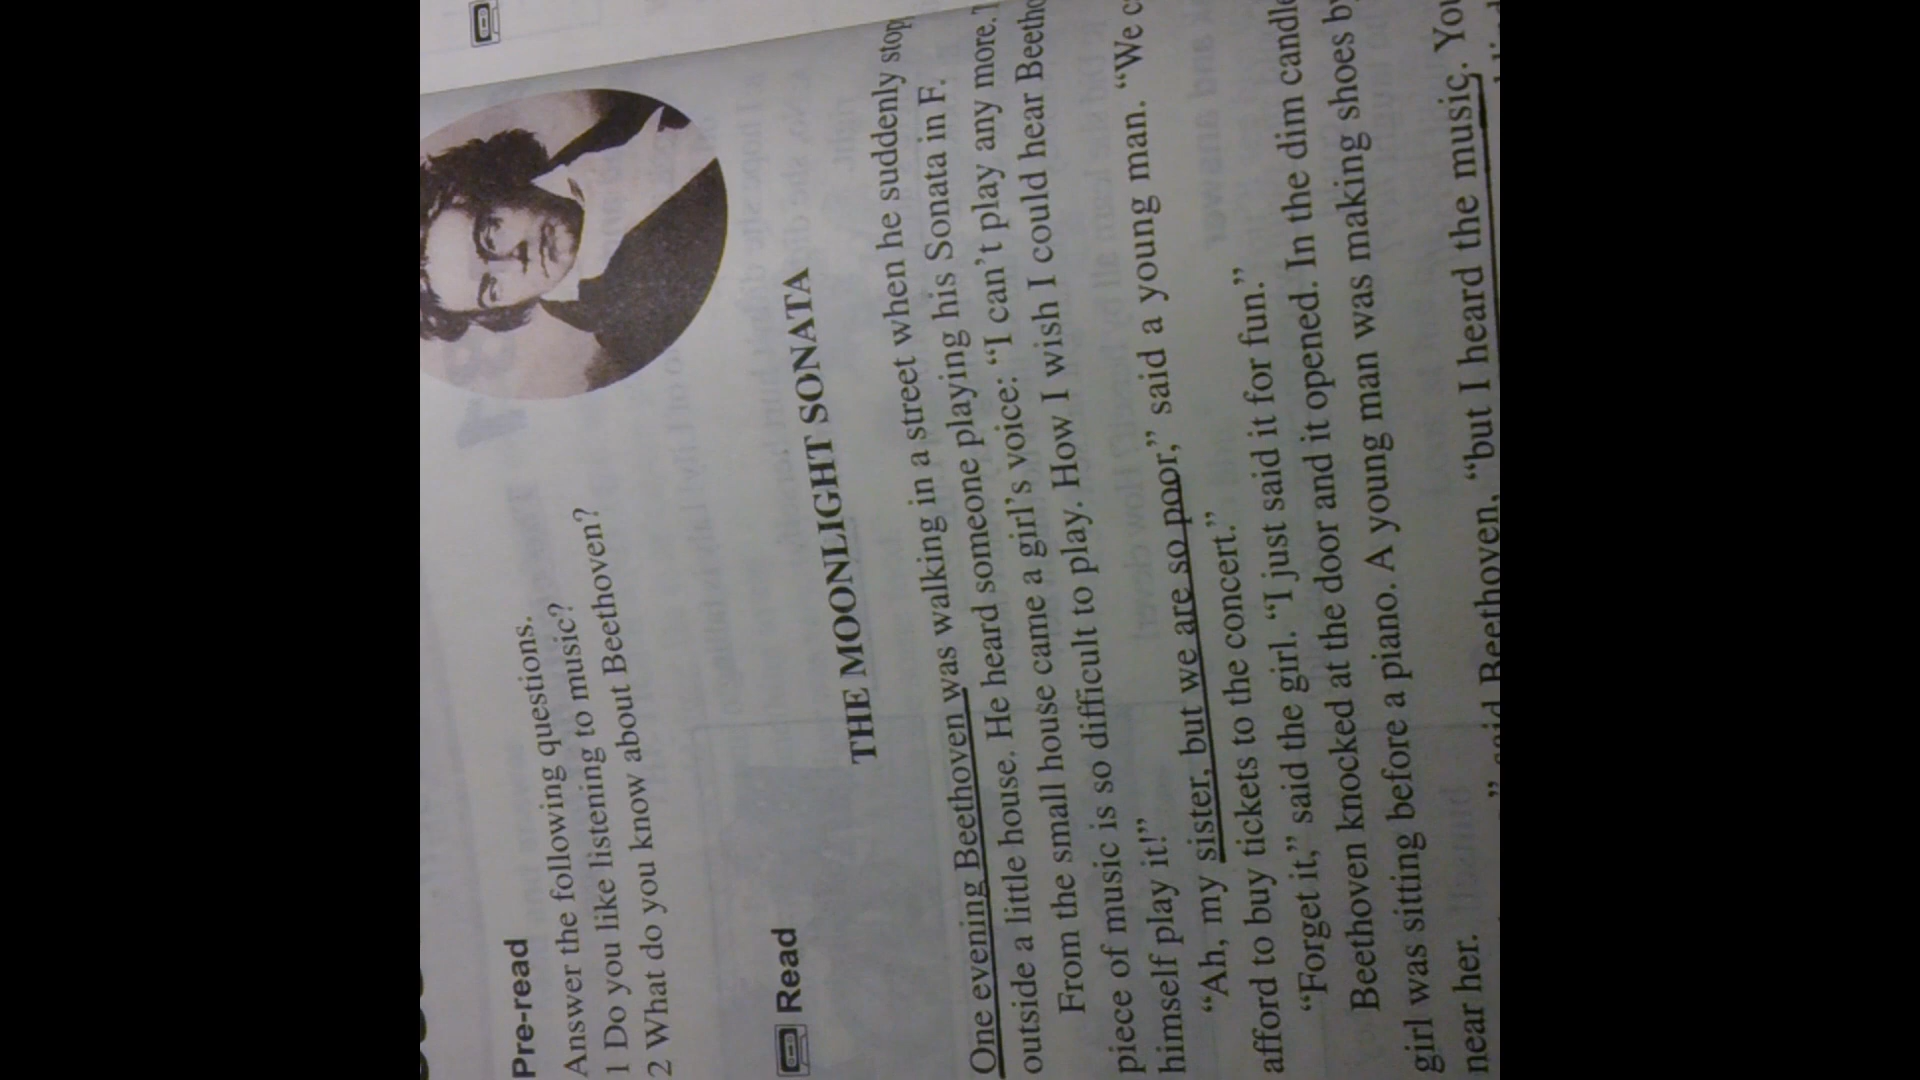 Pre-read
Answer the following questions.
1 Do you like listening to music?
2 What do you know about Beethoven?
Read
THE MOONLIGHT SONATA
One evening Beethoven was walking in a street when he suddenly stop
outside a little house. He heard someone playing his Sonata in F.
From the small house came a girl's voice: "I can't play any more.
piece of music is so difficult to play. How I wish I could hear Beetho
himself play it!"
"Ah, my sister, but we are so poor," said a young man. "We c
afford to buy tickets to the concert."
"Forget it," said the girl. "I just said it for fun."
Beethoven knocked at the door and it opened. In the dim candle
girl was sitting before a piano. A young man was making shoes by
near her.
" said Beethoven, "but I heard the music. You